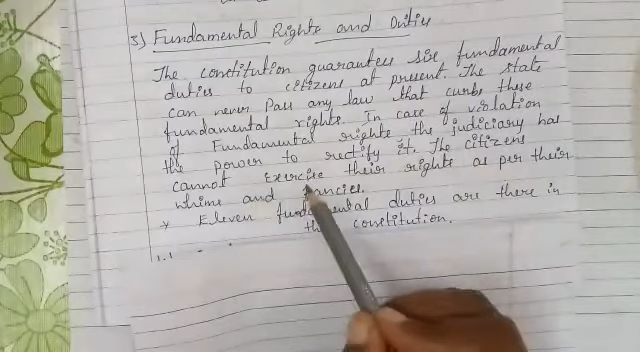 3) Fundamental Rights and Duties
The constitution guarantees six fundamental
duties to citizens at present. The state
can never pass any law that curbs these
fundamental rights. In case of violation
of Fundamental rights, the judiciary has
the power to rectify it. The citizens
cannot exercise their rights as per their
whims and fancies.
* Eleven fundamental duties are there in
the constitution.